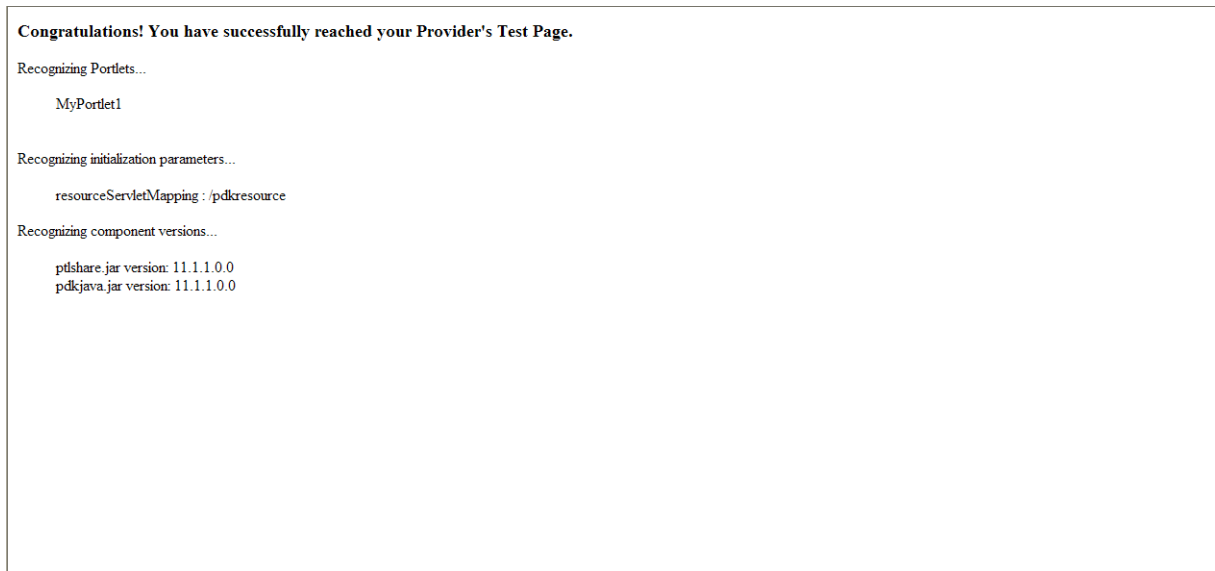 Congratulations! You have successfully reached your Provider's Test Page.
Recognizing Portlets...
MyPortlet1
Recognizing initialization parameters...
resourceServletMapping : /pdkresource
Recognizing component versions...
ptlshare.jar version: 11.1.1.0.0
pdkjava.jar version: 11.1.1.0.0